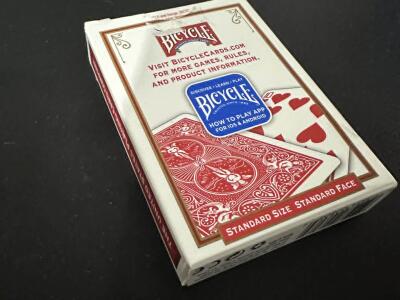 BICYCLE
VISIT BICYCLECARDS.COM
FOR MORE GAMES, RULES,
AND PRODUCT INFORMATION.
DISCOVER / LEARN / PLAY
BICYCLE
HOW TO PLAY APP
FOR IOS & ANDROID
STANDARD SIZE STANDARD FACE